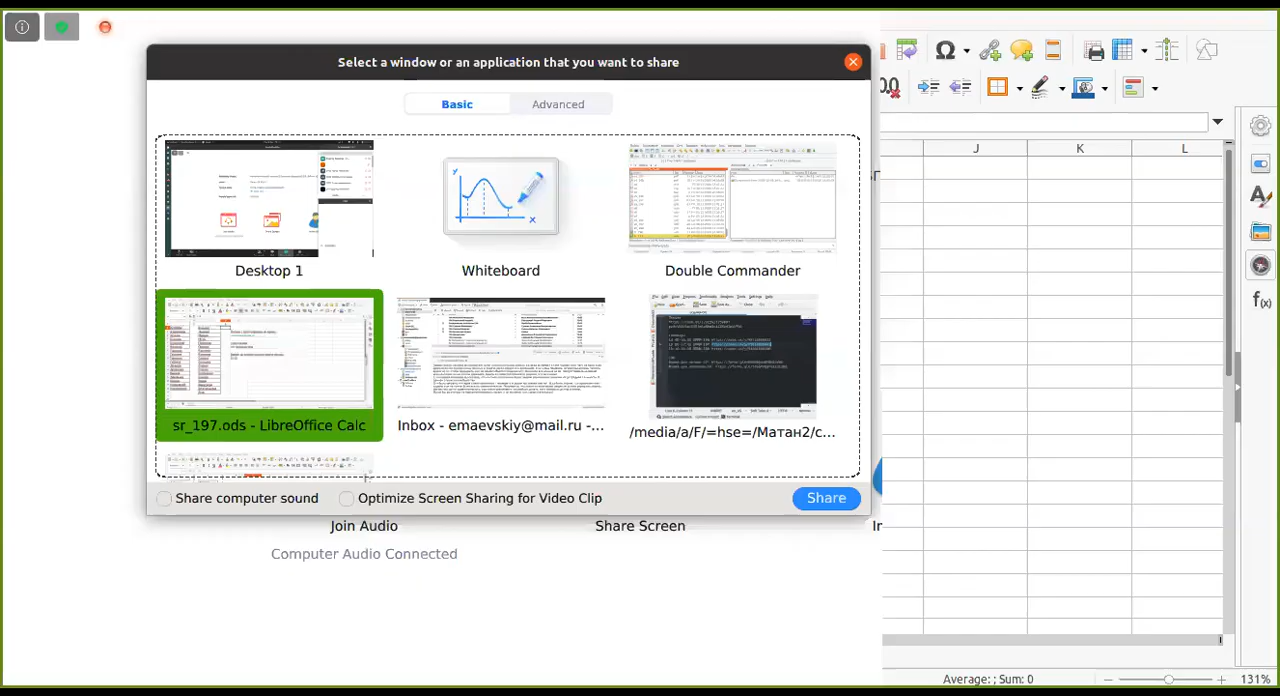 Select a window or an application that you want to share
Basic
Advanced
Desktop 1
Whiteboard
Double Commander
sr_197.ods - LibreOffice Calc
Inbox - emaevskiy@mail.ru -...
/media/a/F/=hse=/Матан2/c...
Share computer sound
Optimize Screen Sharing for Video Clip
Share
Join Audio
Share Screen
Computer Audio Connected
J
K
L
Average: ; Sum: 0
131%